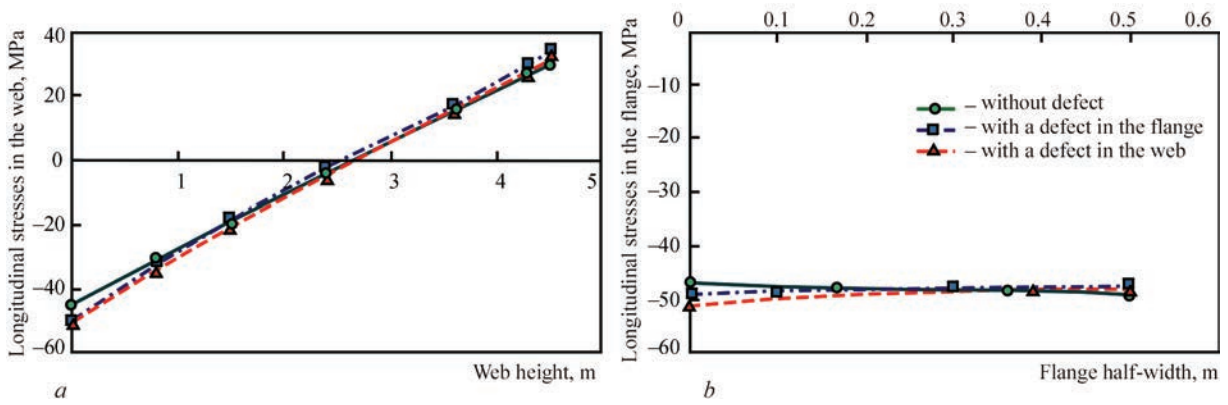 Longitudinal stresses in the web, MPa
40
20
0
–20
–40
–60
1
2
3
4
5
Web height, m
a
Longitudinal stresses in the flange, MPa
0
0.1
0.2
0.3
0.4
0.5
0.6
–10
–20
–30
–40
–50
–60
– without defect
– with a defect in the flange
– with a defect in the web
Flange half-width, m
b